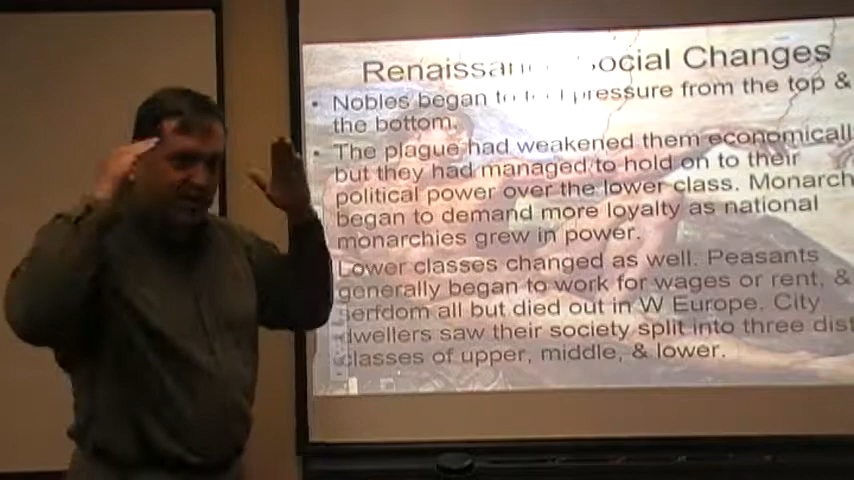 Renaissance Social Changes
• Nobles began to feel pressure from the top &
the bottom.
• The plague had weakened them economicall
but they had managed to hold on to their
political power over the lower class. Monarch
began to demand more loyalty as national
monarchies grew in power.
Lower classes changed as well. Peasants
generally began to work for wages or rent, &
serfdom all but died out in W Europe. City
dwellers saw their society split into three dist
classes of upper, middle, & lower.